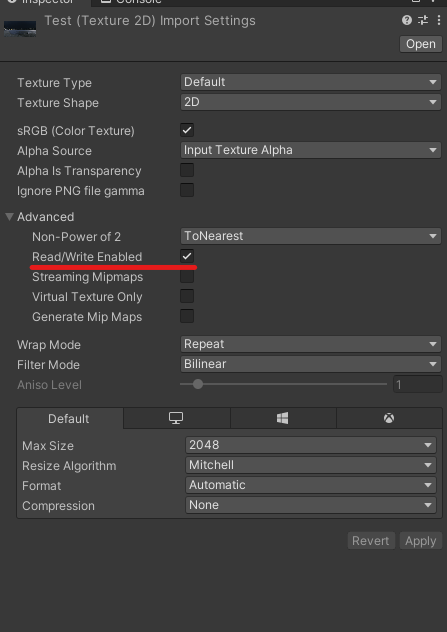 Inspector
Console
Test (Texture 2D) Import Settings
Open
Texture Type Default
Texture Shape 2D
sRGB (Color Texture)
Alpha Source Input Texture Alpha
Alpha Is Transparency
Ignore PNG file gamma
Advanced
Non-Power of 2 ToNearest
Read/Write Enabled
Streaming Mipmaps
Virtual Texture Only
Generate Mip Maps
Wrap Mode Repeat
Filter Mode Bilinear
Aniso Level 1
Default
Max Size 2048
Resize Algorithm Mitchell
Format Automatic
Compression None
Revert Apply